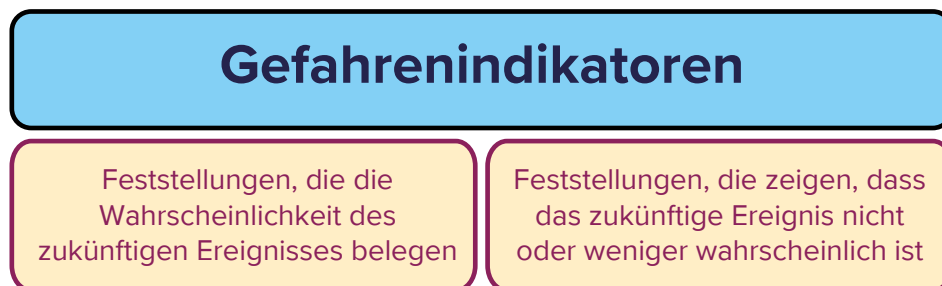 Gefahrenindikatoren
Feststellungen, die die
Wahrscheinlichkeit des
zukünftigen Ereignisses belegen
Feststellungen, die zeigen, dass
das zukünftige Ereignis nicht
oder weniger wahrscheinlich ist